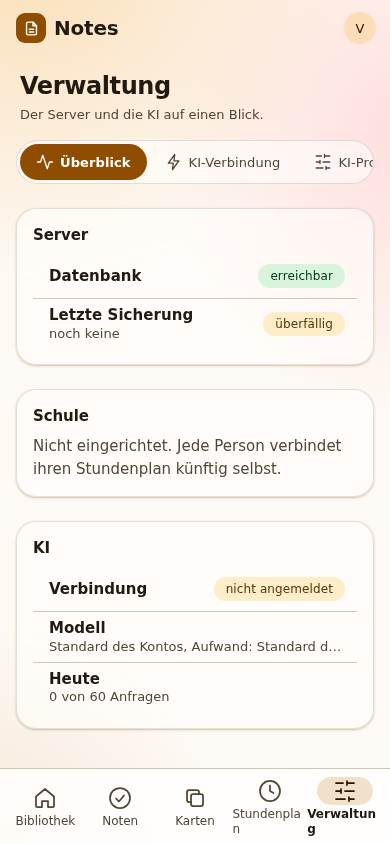 Notes
V
Verwaltung
Der Server und die KI auf einen Blick.
Überblick KI-Verbindung KI-Pro
Server
Datenbank erreichbar
Letzte Sicherung
noch keine
überfällig
Schule
Nicht eingerichtet. Jede Person verbindet
ihren Stundenplan künftig selbst.
KI
Verbindung nicht angemeldet
Modell
Standard des Kontos, Aufwand: Standard d…
Heute
0 von 60 Anfragen
Bibliothek
Noten
Karten
Stundenpla
n
Verwaltun
g